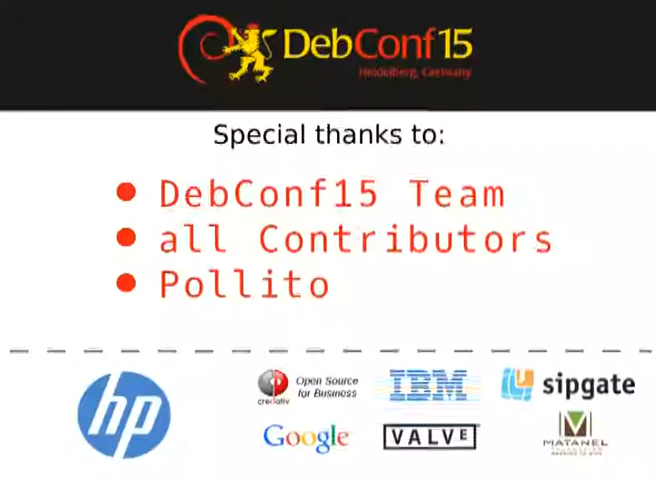 DebConf15
Heidelberg, Germany
Special thanks to:
DebConf15 Team
all Contributors
Pollito
hp
credativ
Open Source
for Business
IBM
sipgate
Google
VALVE
MATANEL